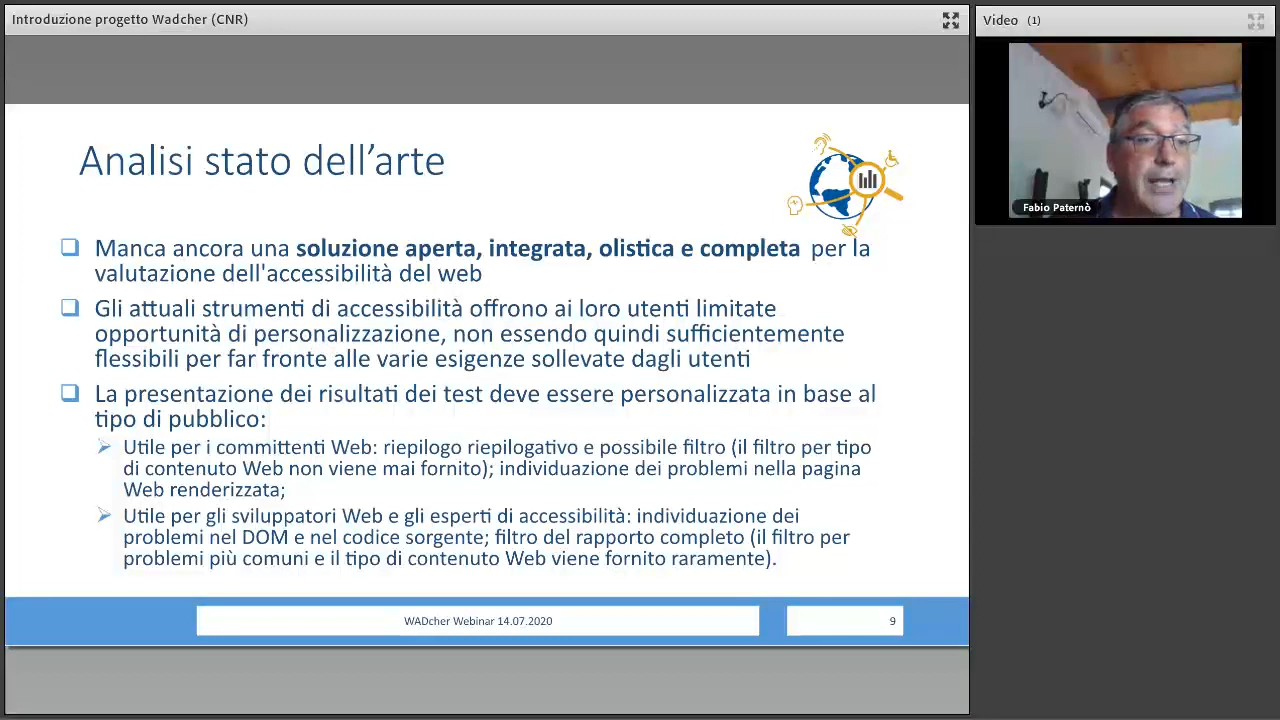 Introduzione progetto Wadcher (CNR)
Video (1)
Fabio Paternò
Analisi stato dell’arte
Manca ancora una soluzione aperta, integrata, olistica e completa per la
valutazione dell'accessibilità del web
Gli attuali strumenti di accessibilità offrono ai loro utenti limitate
opportunità di personalizzazione, non essendo quindi sufficientemente
flessibili per far fronte alle varie esigenze sollevate dagli utenti
La presentazione dei risultati dei test deve essere personalizzata in base al
tipo di pubblico:
Utile per i committenti Web: riepilogo riepilogativo e possibile filtro (il filtro per tipo
di contenuto Web non viene mai fornito); individuazione dei problemi nella pagina
Web renderizzata;
Utile per gli sviluppatori Web e gli esperti di accessibilità: individuazione dei
problemi nel DOM e nel codice sorgente; filtro del rapporto completo (il filtro per
problemi più comuni e il tipo di contenuto Web viene fornito raramente).
WADcher Webinar 14.07.2020
9